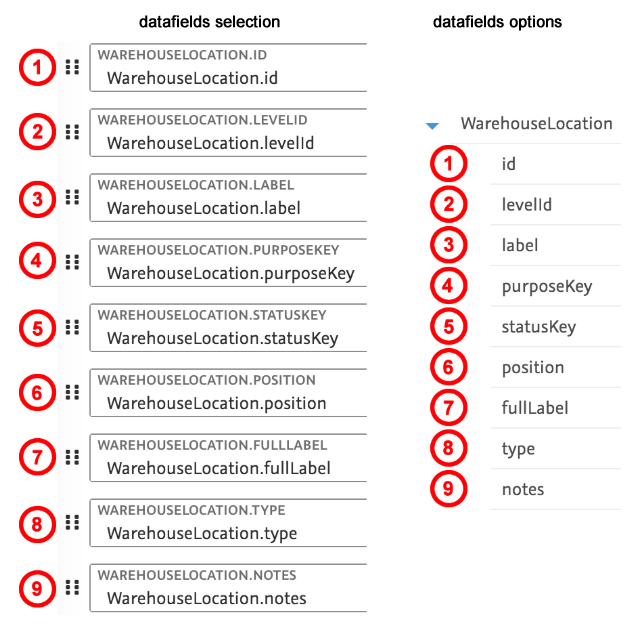 datafields selection
1
WAREHOUSELOCATION.ID
WarehouseLocation.id
2
WAREHOUSELOCATION.LEVELID
WarehouseLocation.levelId
3
WAREHOUSELOCATION.LABEL
WarehouseLocation.label
4
WAREHOUSELOCATION.PURPOSEKEY
WarehouseLocation.purposeKey
5
WAREHOUSELOCATION.STATUSKEY
WarehouseLocation.statusKey
6
WAREHOUSELOCATION.POSITION
WarehouseLocation.position
7
WAREHOUSELOCATION.FULLLABEL
WarehouseLocation.fullLabel
8
WAREHOUSELOCATION.TYPE
WarehouseLocation.type
9
WAREHOUSELOCATION.NOTES
WarehouseLocation.notes
datafields options
WarehouseLocation
1 id
2 levelId
3 label
4 purposeKey
5 statusKey
6 position
7 fullLabel
8 type
9 notes